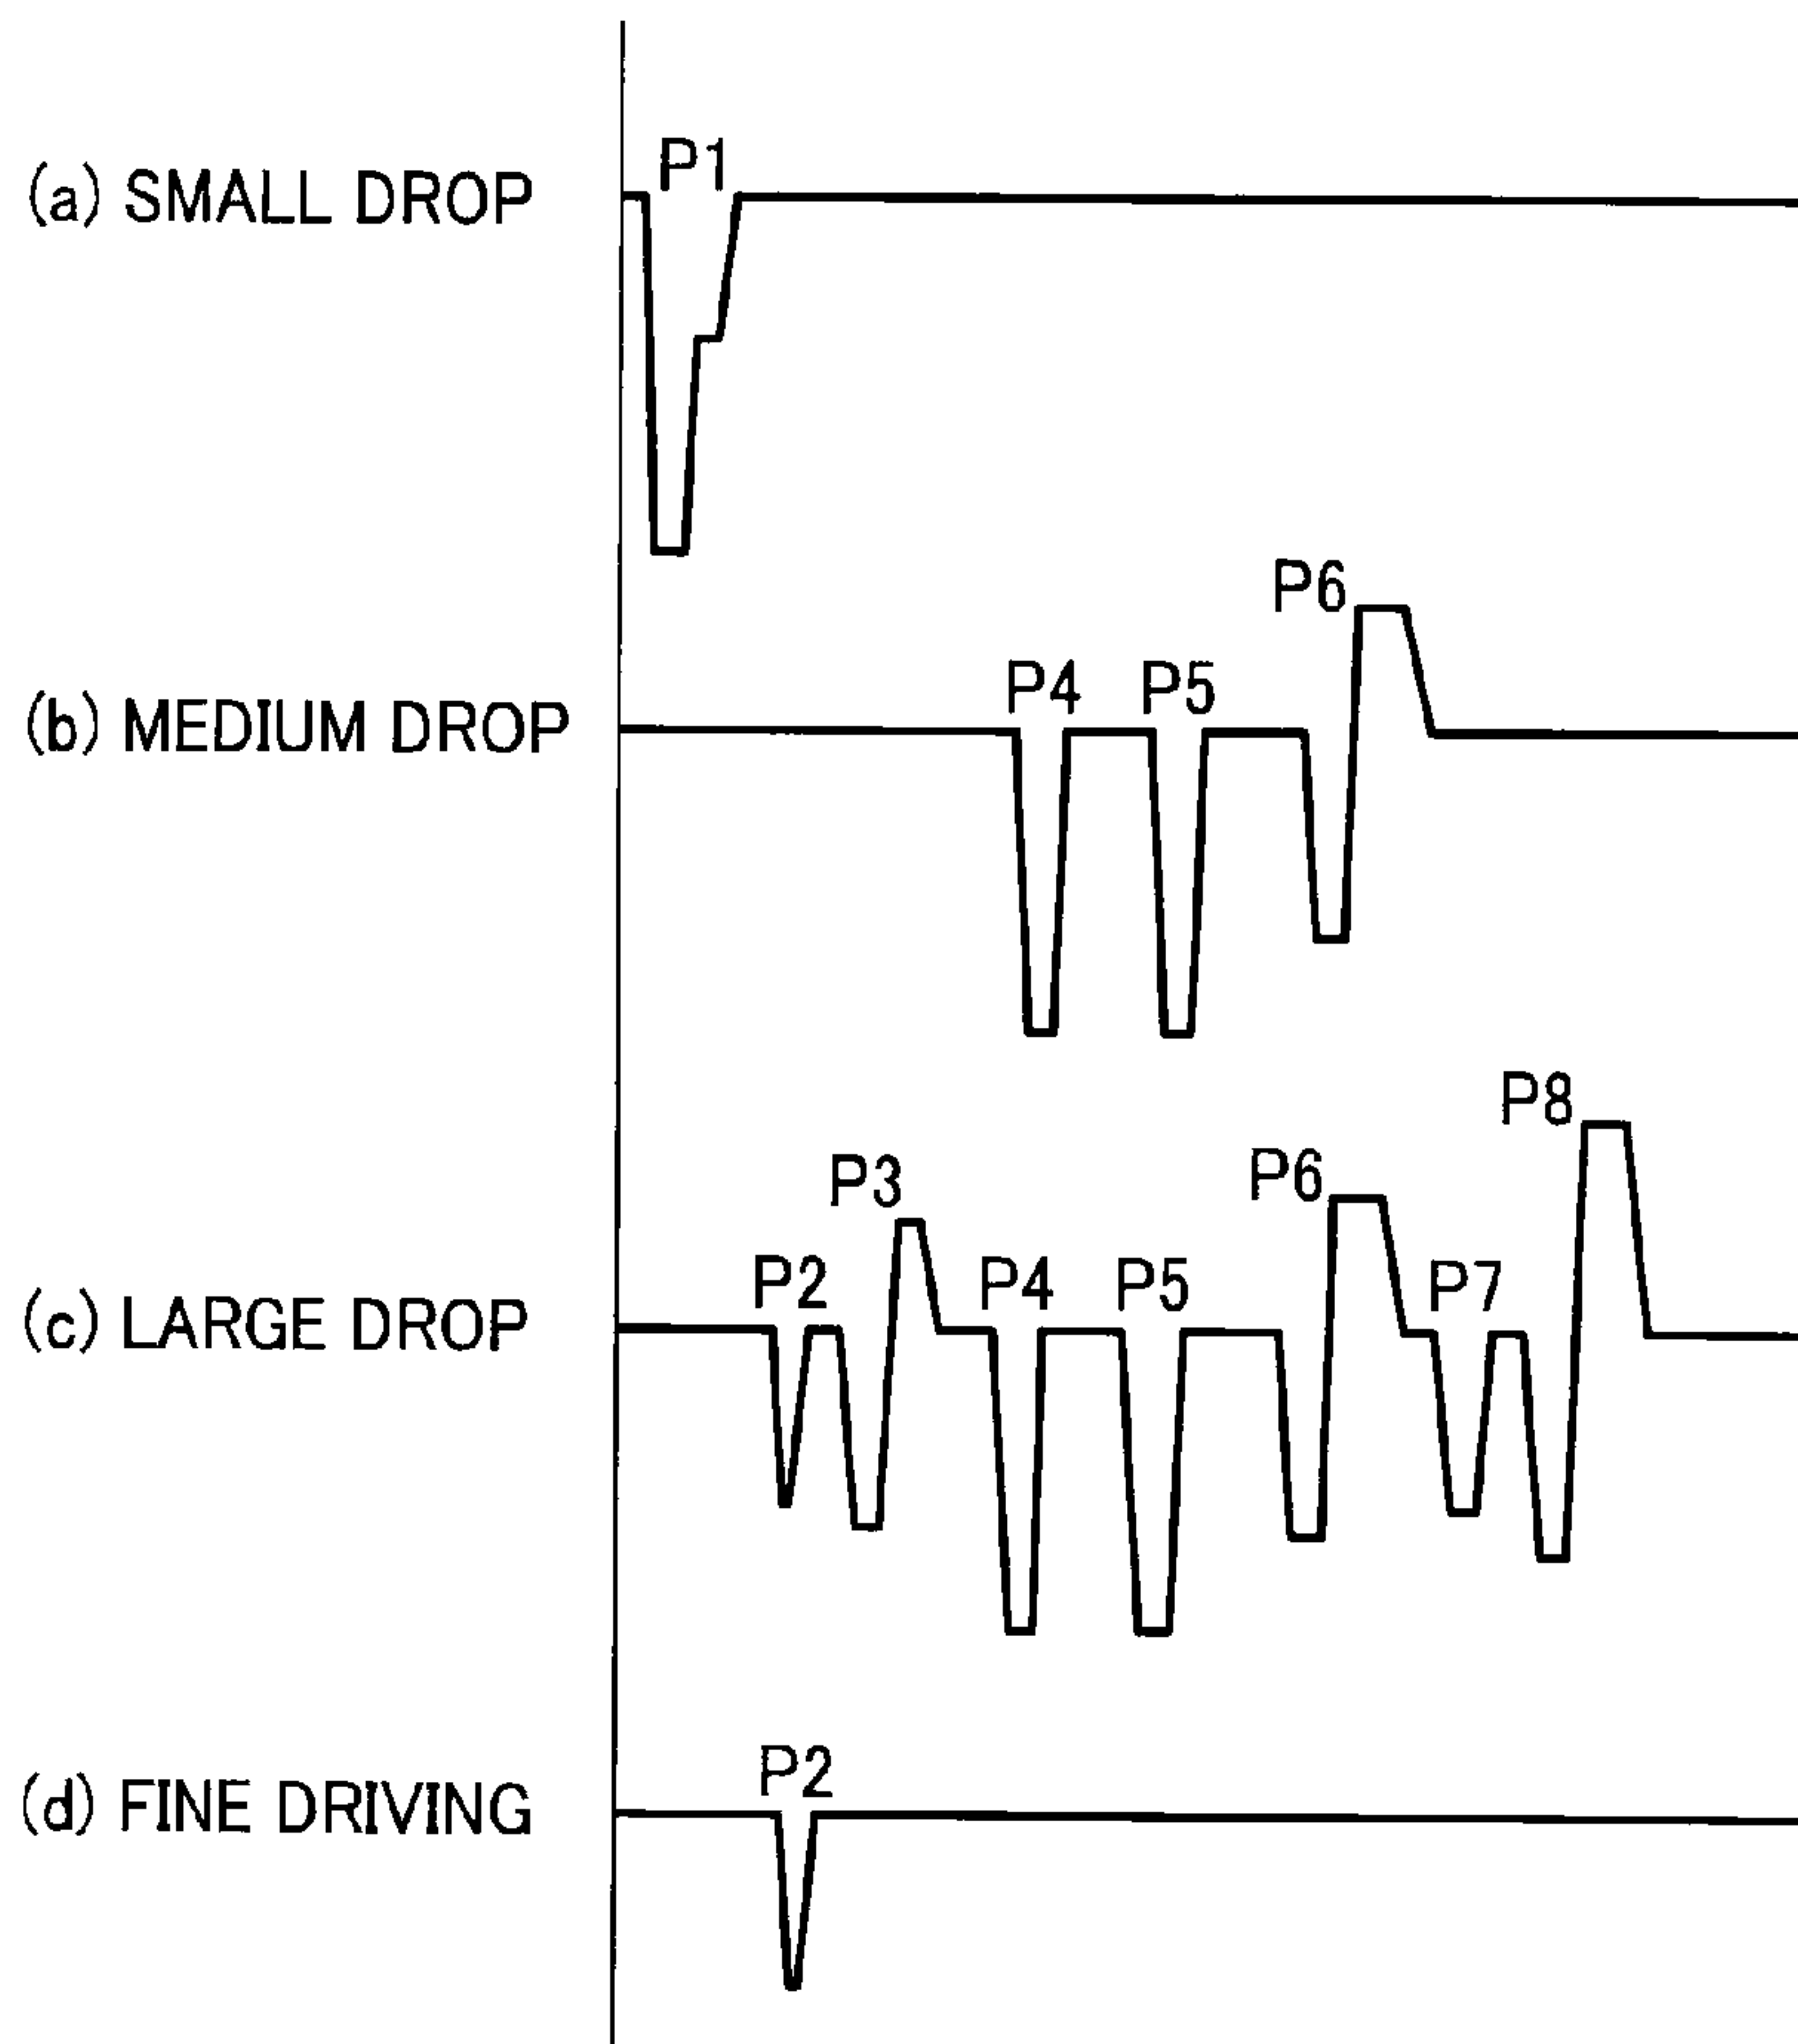 P1
(a) SMALL DROP
P6
P4 P5
(b) MEDIUM DROP
P8
P3 P6
P2 P4 P5 P7
(c) LARGE DROP
P2
(d) FINE DRIVING